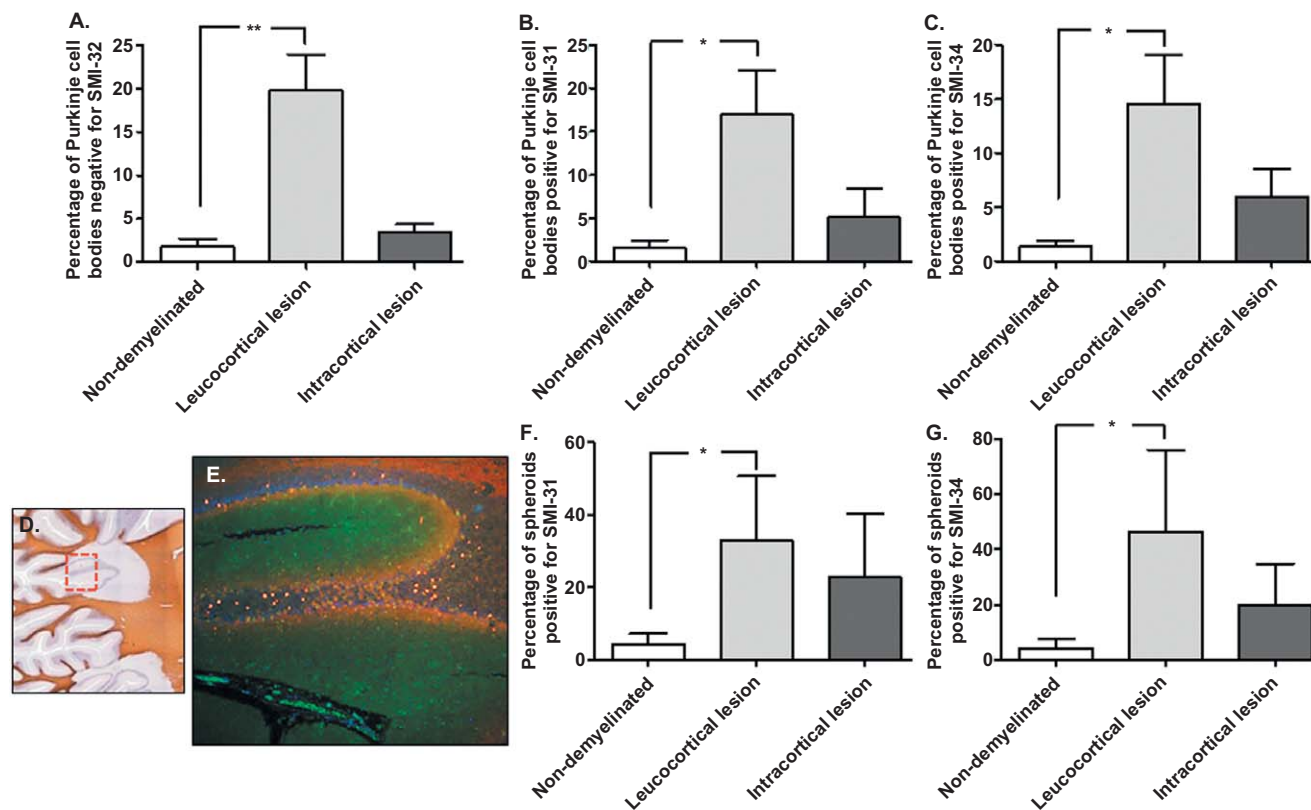 A.
**
25
20
15
10
5
0
Percentage of Purkinje cell
bodies negative for SMI-32
Non-demyelinated
Leucocortical lesion
Intracortical lesion
B.
*
25
20
15
10
5
0
Percentage of Purkinje cell
bodies positive for SMI-31
Non-demyelinated
Leucocortical lesion
Intracortical lesion
C.
*
20
15
10
5
0
Percentage of Purkinje cell
bodies positive for SMI-34
Non-demyelinated
Leucocortical lesion
Intracortical lesion
D.
E.
F.
*
60
40
20
0
Percentage of spheroids
positive for SMI-31
Non-demyelinated
Leucocortical lesion
Intracortical lesion
G.
*
80
60
40
20
0
Percentage of spheroids
positive for SMI-34
Non-demyelinated
Leucocortical lesion
Intracortical lesion